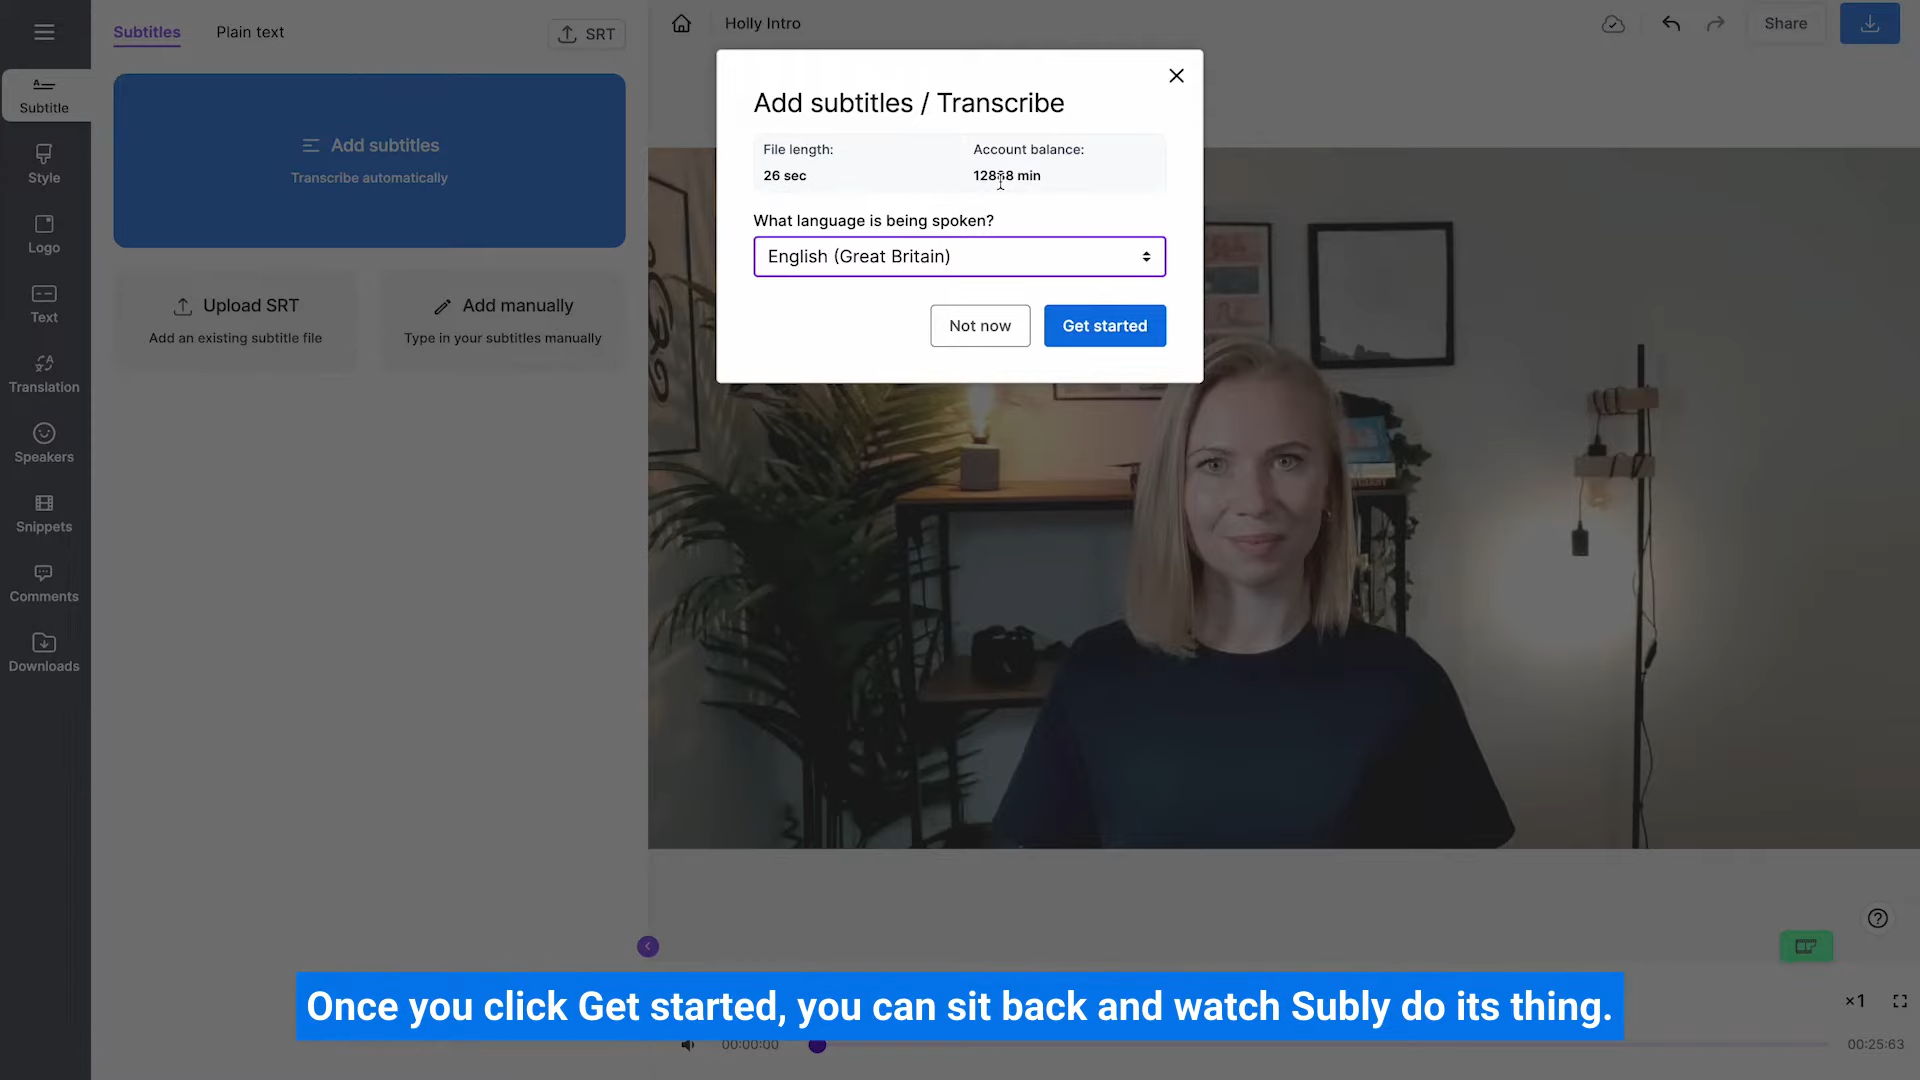 Subtitles
Plain text
SRT
Holly Intro
Share
Subtitle
Style
Logo
Text
Translation
Speakers
Snippets
Comments
Downloads
Add subtitles
Transcribe automatically
Upload SRT
Add an existing subtitle file
Add manually
Type in your subtitles manually
Add subtitles / Transcribe
File length:
Account balance:
26 sec
min
What language is being spoken?
English (Great Britain)
Not now
Get started
×1
Once you click Get started, you can sit back and watch Subly do its thing.
00:00:00
00:25:63